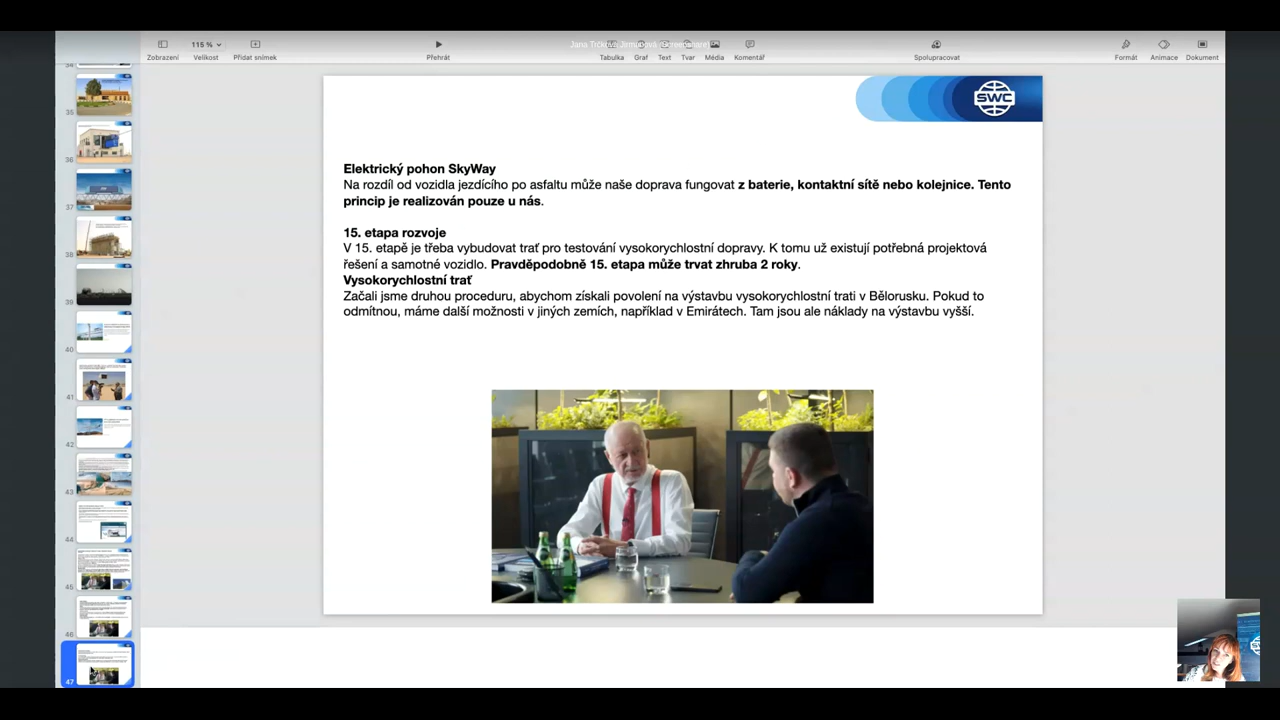 115 %
Zobrazení
Velikost
Přidat snímek
Přehrát
Tabulka
Graf
Text
Tvar
Média
Komentář
Spolupracovat
Formát
Animace
Dokument
SWC
Elektrický pohon SkyWay
Na rozdíl od vozidla jezdícího po asfaltu může naše doprava fungovat z baterie, kontaktní sítě nebo kolejnice. Tento
princip je realizován pouze u nás.
15. etapa rozvoje
V 15. etapě je třeba vybudovat trať pro testování vysokorychlostní dopravy. K tomu už existují potřebná projektová
řešení a samotné vozidlo. Pravděpodobně 15. etapa může trvat zhruba 2 roky.
Vysokorychlostní trať
Začali jsme druhou proceduru, abychom získali povolení na výstavbu vysokorychlostní trati v Bělorusku. Pokud to
odmítnou, máme další možnosti v jiných zemích, například v Emirátech. Tam jsou ale náklady na výstavbu vyšší.
35
36
37
38
39
40
41
42
43
44
45
46
47